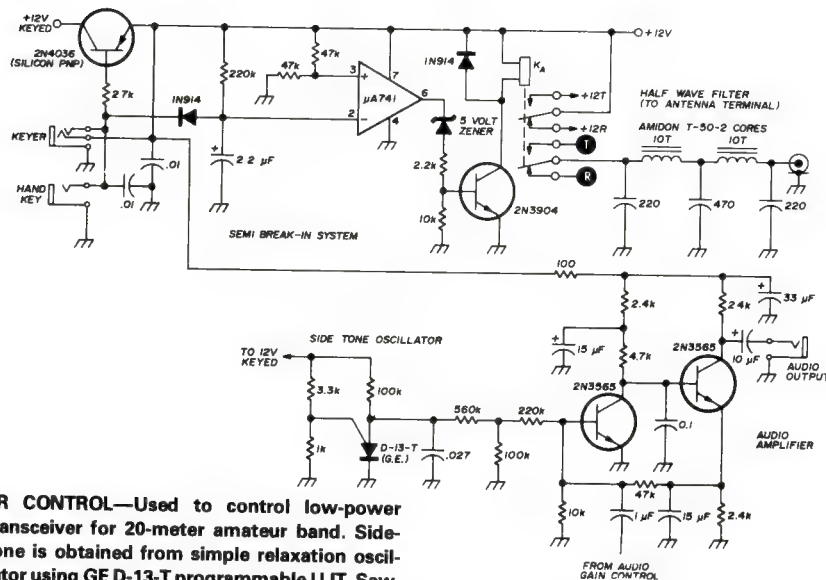 +12V
KEYED
2N4036
(SILICON PNP)
27k
KEYER
HAND
KEY
.01
.01
1N914
220k
2.2 µF
47k
47k
3
+
2
-
7
µA741
4
6
5 VOLT
ZENER
2.2k
10k
1N914
KA
2N3904
+12V
+12T
+12R
T
R
HALF WAVE FILTER
(TO ANTENNA TERMINAL)
AMIDON T-50-2 CORES
10T
10T
220
470
220
SEMI BREAK-IN SYSTEM
100
2.4k
24k
33 µF
15 µF
4.7k
2N3565
2N3565
10 µF
AUDIO
OUTPUT
AUDIO
AMPLIFIER
0.1
SIDE TONE OSCILLATOR
TO 12V
KEYED
3.3k
100k
1k
D-13-T
(G.E.)
.027
560k
220k
100k
10k
47k
1 µF
15 µF
2.4k
FROM AUDIO
GAIN CONTROL
R CONTROL—Used to control low-power
ansceiver for 20-meter amateur band. Side-
one is obtained from simple relaxation oscil-
tor using GE D-13-T programmable UJT. Saw-